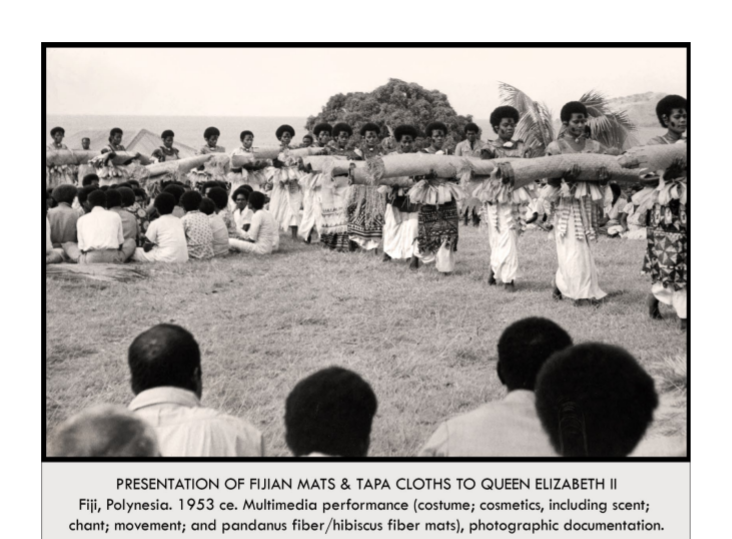 PRESENTATION OF FIJIAN MATS & TAPA CLOTHS TO QUEEN ELIZABETH II
Fiji, Polynesia. 1953 ce. Multimedia performance (costume; cosmetics, including scent;
chant; movement; and pandanus fiber/hibiscus fiber mats), photographic documentation.